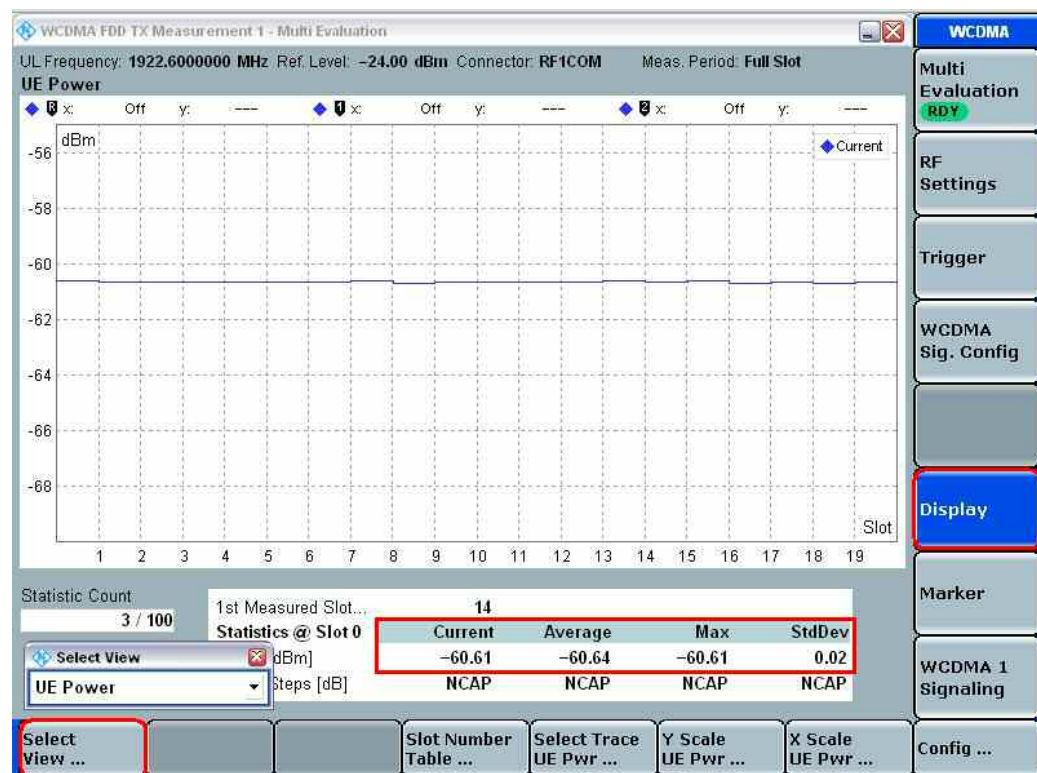 WCDMA FDD TX Measurement 1 - Multi Evaluation
WCDMA
UL Frequency: 1922.6000000 MHz Ref. Level: -24.00 dBm Connector: RF1COM Meas. Period: Full Slot
UE Power
R x: Off y: --- 1 x: Off y: --- 2 x: Off y: ---
dBm
Current
-56
-58
-60
-62
-64
-66
-68
Slot
1 2 3 4 5 6 7 8 9 10 11 12 13 14 15 16 17 18 19
Statistic Count
3 / 100
1st Measured Slot... 14
Statistics @ Slot 0 Current Average Max StdDev
dBm] -60.61 -60.64 -60.61 0.02
Steps [dB] NCAP NCAP NCAP NCAP
Select View
UE Power
Multi
Evaluation
RDY
RF
Settings
Trigger
WCDMA
Sig. Config
Display
Marker
WCDMA 1
Signaling
Select
View ...
Slot Number
Table ...
Select Trace
UE Pwr ...
Y Scale
UE Pwr ...
X Scale
UE Pwr ...
Config ...